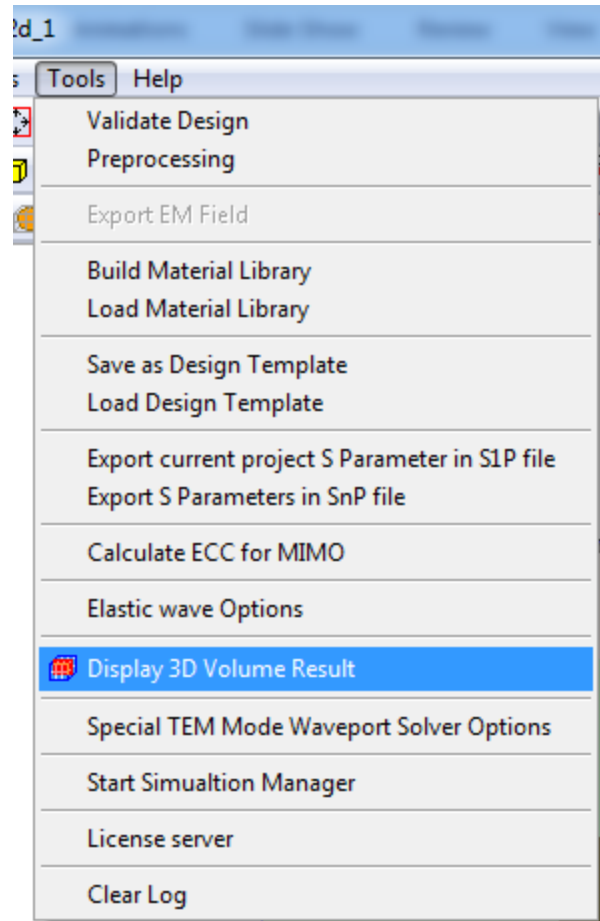 2d_1
s Tools Help
Validate Design
Preprocessing
Export EM Field
Build Material Library
Load Material Library
Save as Design Template
Load Design Template
Export current project S Parameter in S1P file
Export S Parameters in SnP file
Calculate ECC for MIMO
Elastic wave Options
Display 3D Volume Result
Special TEM Mode Waveport Solver Options
Start Simualtion Manager
License server
Clear Log